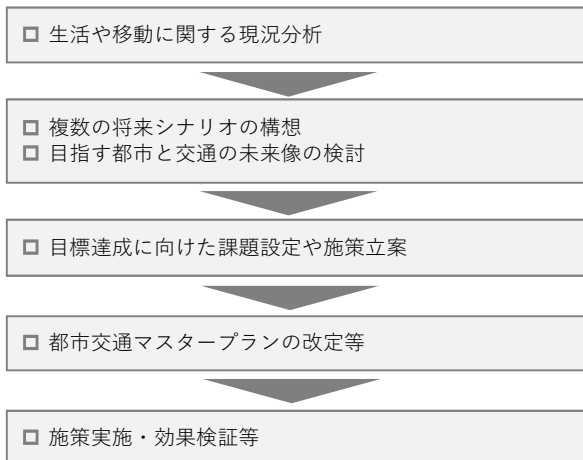 □ 生活や移動に関する現況分析
□ 複数の将来シナリオの構想
□ 目指す都市と交通の未来像の検討
□ 目標達成に向けた課題設定や施策立案
□ 都市交通マスタープランの改定等
□ 施策実施・効果検証等